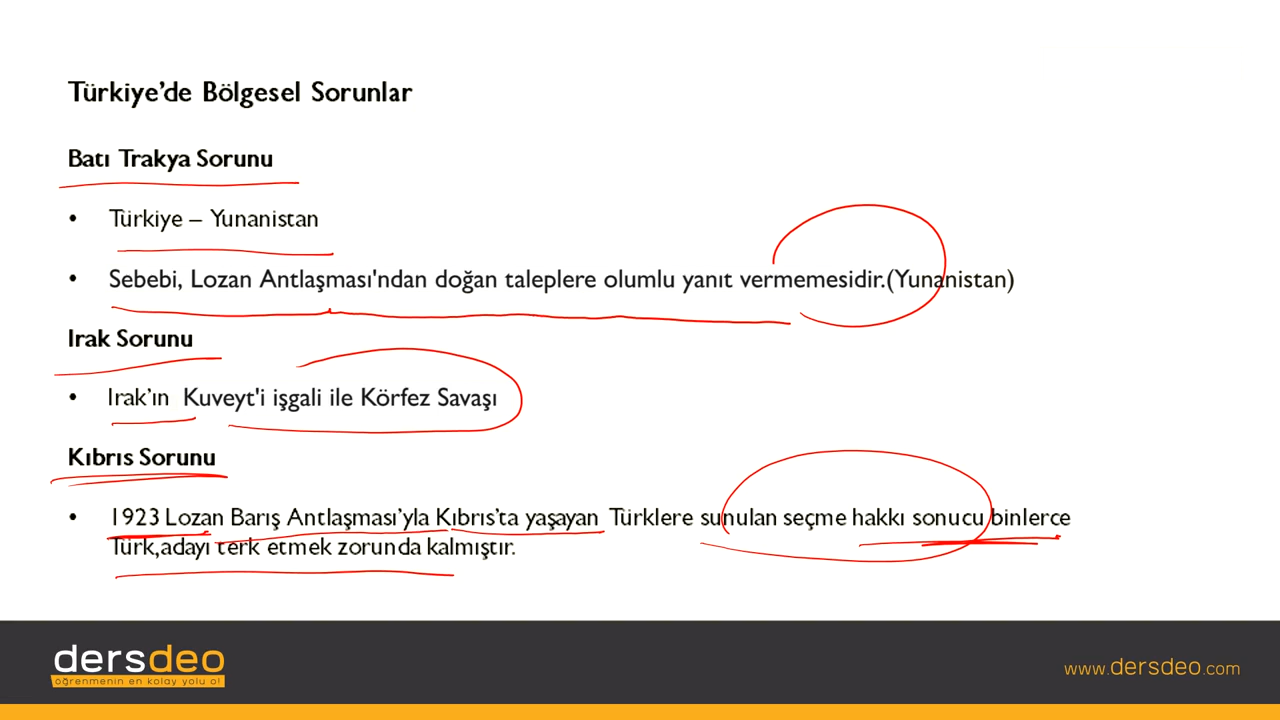 Türkiye’de Bölgesel Sorunlar
Batı Trakya Sorunu
• Türkiye – Yunanistan
• Sebebi, Lozan Antlaşması'ndan doğan taleplere olumlu yanıt vermemesidir.(Yunanistan)
Irak Sorunu
• Irak’ın Kuveyt'i işgali ile Körfez Savaşı
Kıbrıs Sorunu
• 1923 Lozan Barış Antlaşması’yla Kıbrıs’ta yaşayan Türklere sunulan seçme hakkı sonucu binlerce
Türk,adayı terk etmek zorunda kalmıştır.
dersdeo
öğrenmenin en kolay yolu o!
www.dersdeo.com